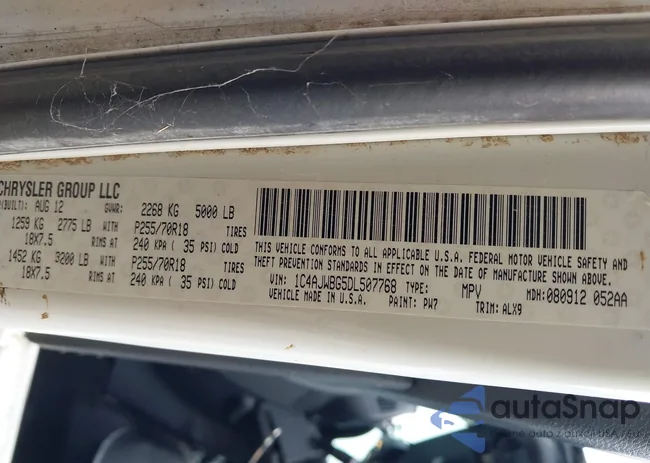 CHRYSLER GROUP LLC
(BUILT): AUG 12 GVWR: 2268 KG 5000 LB
1259 KG 2775 LB WITH P255/70R18 TIRES
18X7.5 RIMS AT 240 KPA ( 35 PSI) COLD
1452 KG 3200 LB WITH P255/70R18 TIRES
18X7.5 RIMS AT 240 KPA ( 35 PSI) COLD
THIS VEHICLE CONFORMS TO ALL APPLICABLE U.S.A. FEDERAL MOTOR VEHICLE SAFETY AND
THEFT PREVENTION STANDARDS IN EFFECT ON THE DATE OF MANUFACTURE SHOWN ABOVE.
VIN: 1C4AJWBG5DL507768 TYPE: MPV MDH: 080912 052AA
VEHICLE MADE IN U.S.A. PAINT: PW7 TRIM: ALX9
autaSnap